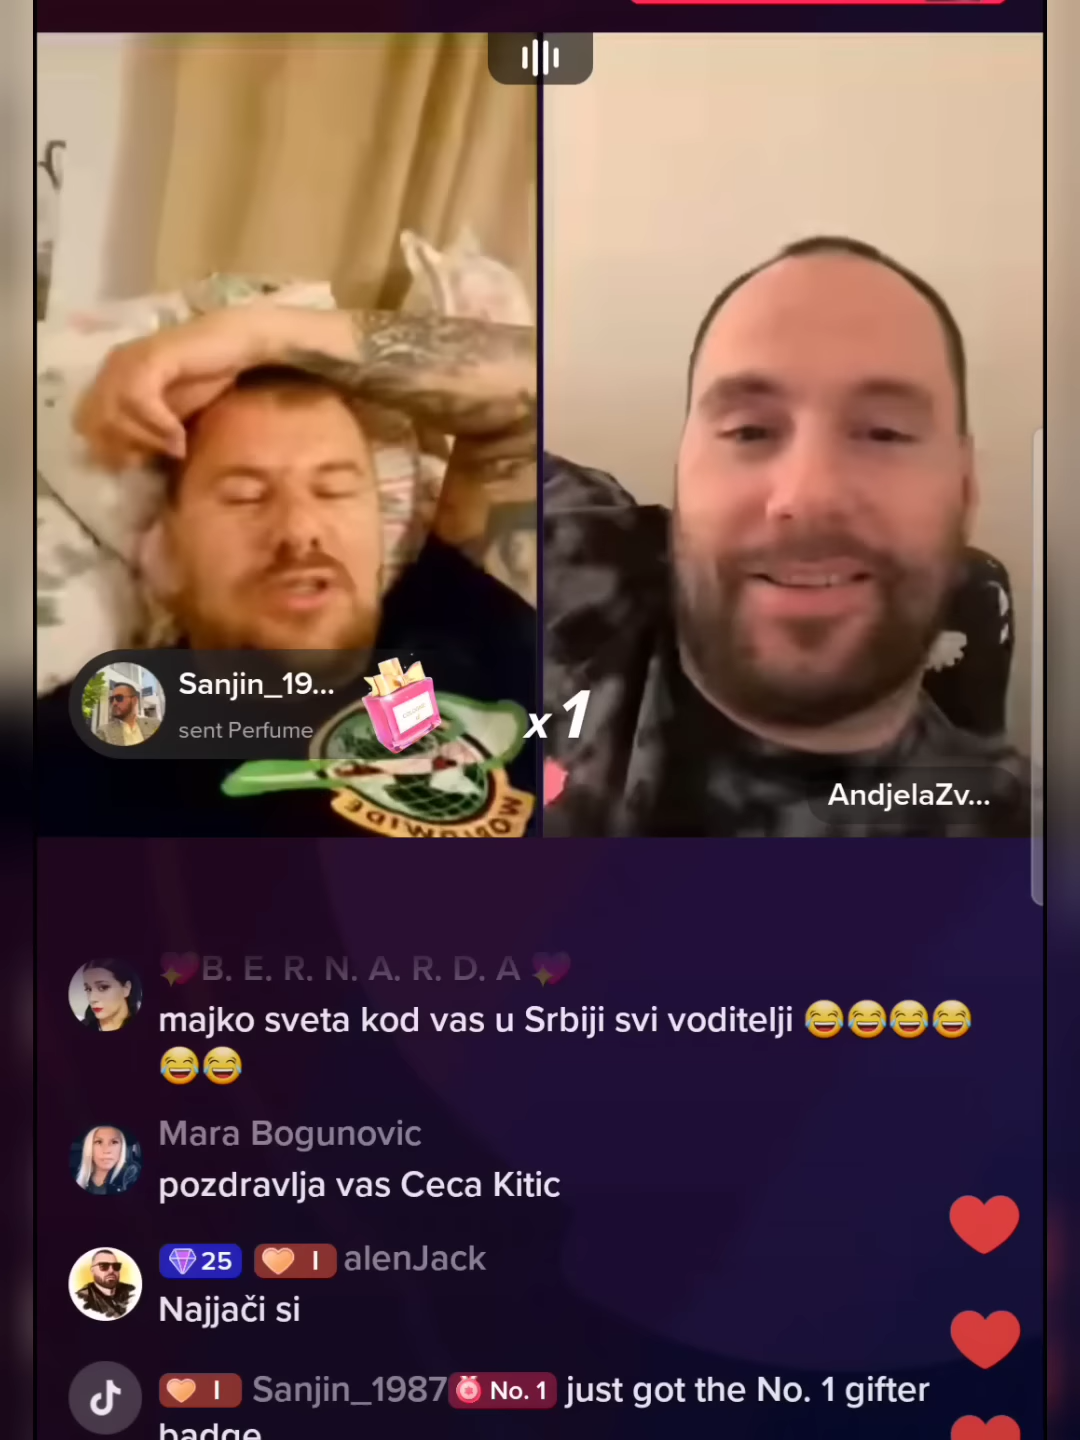 Sanjin_19...
sent Perfume
x1
WORLDWIDE
AndjelaZv...
B. E. R. N. A. R. D. A
majko sveta kod vas u Srbiji svi voditelji 😂😂😂😂
😂😂
Mara Bogunovic
pozdravlja vas Ceca Kitic
25 I alenJack
Najjači si
I Sanjin_1987 No. 1 just got the No. 1 gifter
badge